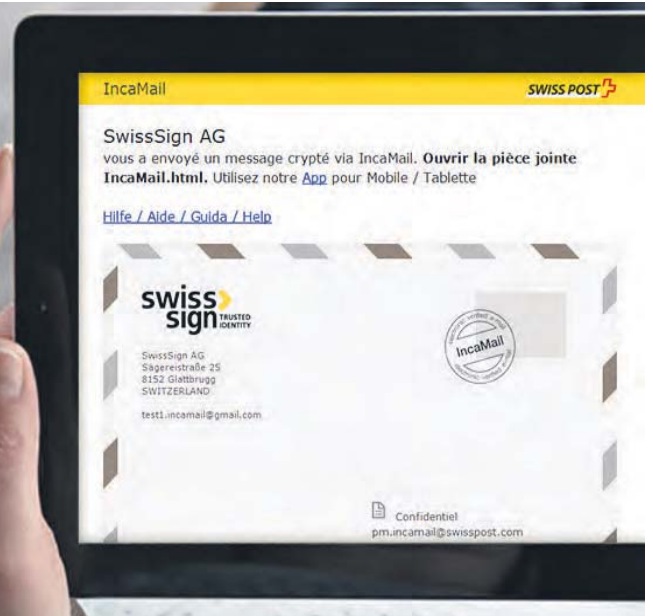 IncaMail
SWISS POST
SwissSign AG
vous a envoyé un message crypté via IncaMail. Ouvrir la pièce jointe
IncaMail.html. Utilisez notre App pour Mobile / Tablette
Hilfe / Aide / Guida / Help
swiss
sign TRUSTED
IDENTITY
IncaMail
SwissSign AG
Sägereistraße 25
8152 Glattbrugg
SWITZERLAND
test1.incamail@gmail.com
Confidentiel
pm.incamail@swisspost.com